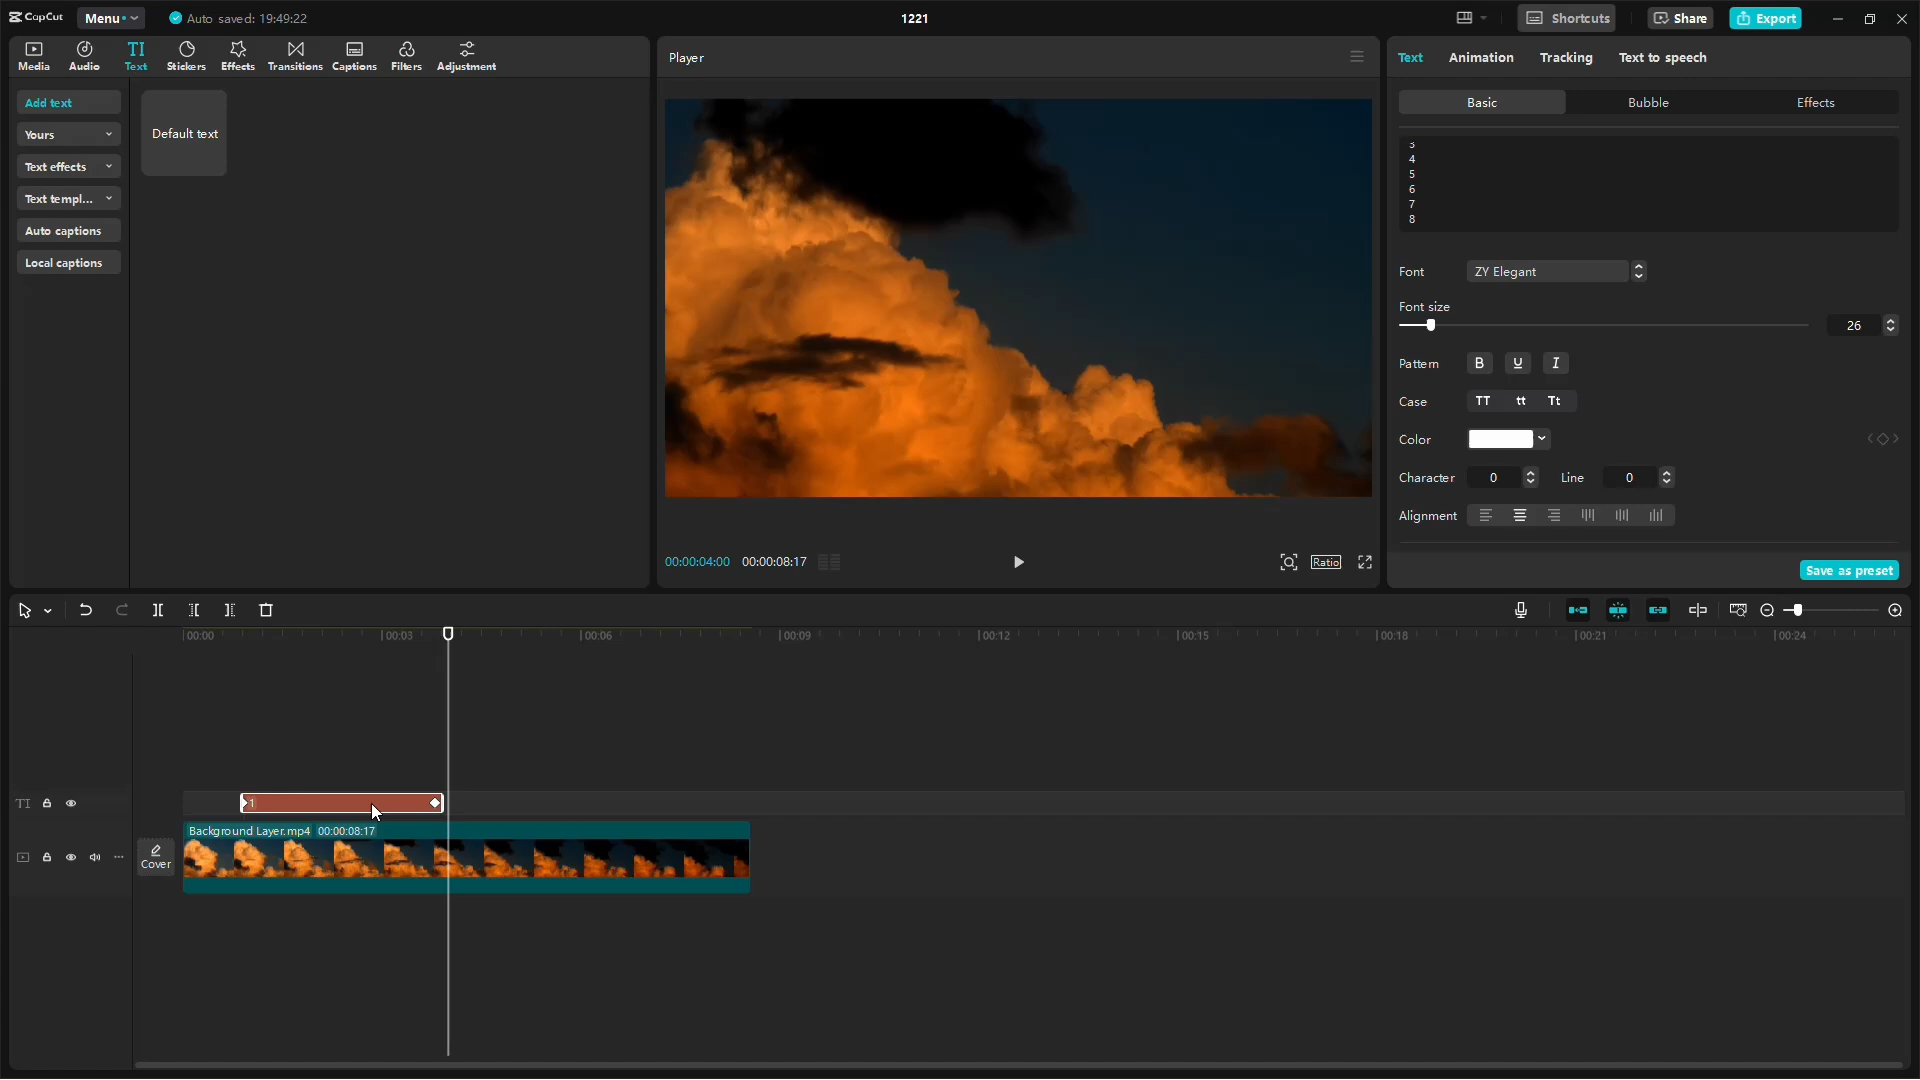 CapCut Menu Auto saved: 19:49:22 1221 Shortcuts Share Export
Media Audio Text Stickers Effects Transitions Captions Filters Adjustment
Add text
Yours
Text effects
Text templ...
Auto captions
Local captions
Default text
Player
00:00:04:00 00:00:08:17 Ratio
Text Animation Tracking Text to speech
Basic Bubble Effects
3
4
5
6
7
8
Font ZY Elegant
Font size
26
Pattern B U I
Case TT tt Tt
Color
Character 0 Line 0
Alignment
Save as preset
00:00 00:03 00:06 00:09 00:12 00:15 00:18 00:21 00:24
TI 1
Background Layer.mp4 00:00:08:17
Cover